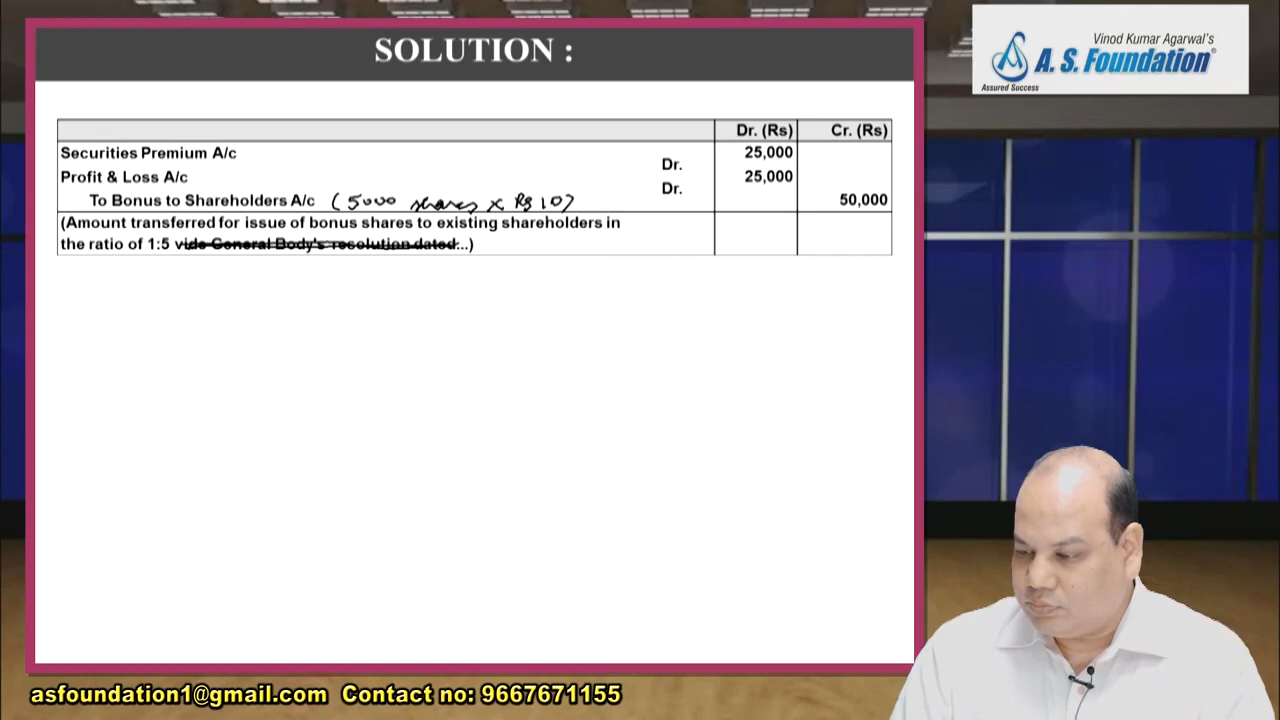 SOLUTION :
Vinod Kumar Agarwal's
A. S. Foundation®
Assured Success
Dr. (Rs) Cr. (Rs)
Securities Premium A/c Dr. 25,000
Profit & Loss A/c Dr. 25,000
To Bonus to Shareholders A/c (5000 shares x Rs 10) 50,000
(Amount transferred for issue of bonus shares to existing shareholders in
the ratio of 1:5 vide General Body's resolution dated...)
asfoundation1@gmail.com Contact no: 9667671155